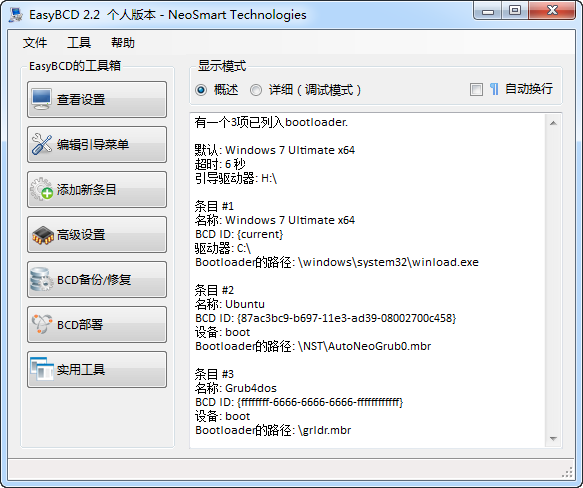 EasyBCD 2.2 个人版本 - NeoSmart Technologies
文件 工具 帮助
EasyBCD的工具箱
查看设置
编辑引导菜单
添加新条目
高级设置
BCD备份/修复
BCD部署
实用工具
显示模式
概述 详细（调试模式） ¶ 自动换行
有一个3项已列入bootloader.
默认: Windows 7 Ultimate x64
超时: 6 秒
引导驱动器: H:\
条目 #1
名称: Windows 7 Ultimate x64
BCD ID: {current}
驱动器: C:\
Bootloader的路径: \windows\system32\winload.exe
条目 #2
名称: Ubuntu
BCD ID: {87ac3bc9-b697-11e3-ad39-08002700c458}
设备: boot
Bootloader的路径: \NST\AutoNeoGrub0.mbr
条目 #3
名称: Grub4dos
BCD ID: {ffffffff-6666-6666-6666-ffffffffffff}
设备: boot
Bootloader的路径: \grldr.mbr